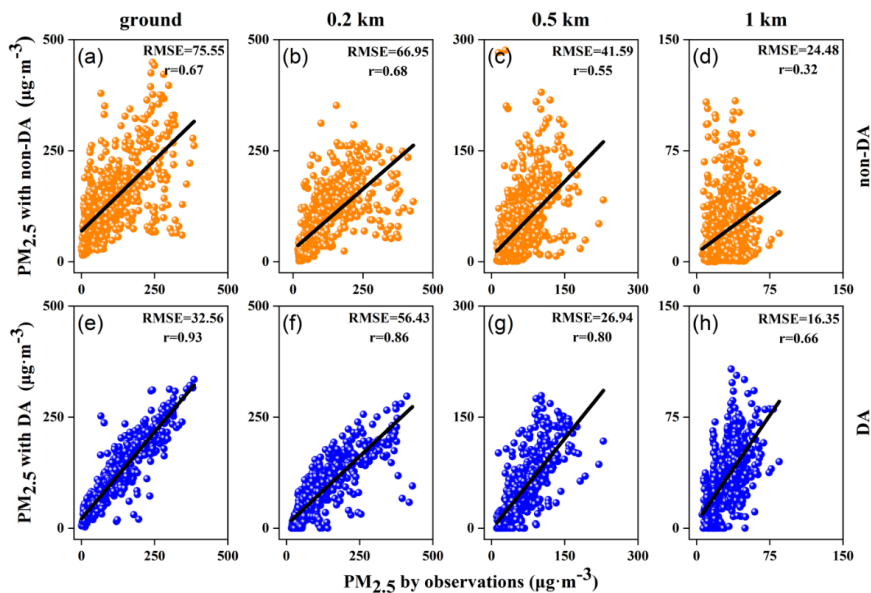 ground 0.2 km 0.5 km 1 km
PM2.5 with non-DA (μg·m-3)
500 250 0
(a) RMSE=75.55
r=0.67
0 250 500
500 250 0
(b) RMSE=66.95
r=0.68
0 250 500
300 150 0
(c) RMSE=41.59
r=0.55
0 150 300
150 75 0
(d) RMSE=24.48
r=0.32
0 75 150
non-DA
PM2.5 with DA (μg·m-3)
500 250 0
(e) RMSE=32.56
r=0.93
0 250 500
500 250 0
(f) RMSE=56.43
r=0.86
0 250 500
300 150 0
(g) RMSE=26.94
r=0.80
0 150 300
150 75 0
(h) RMSE=16.35
r=0.66
0 75 150
DA
PM2.5 by observations (μg·m-3)